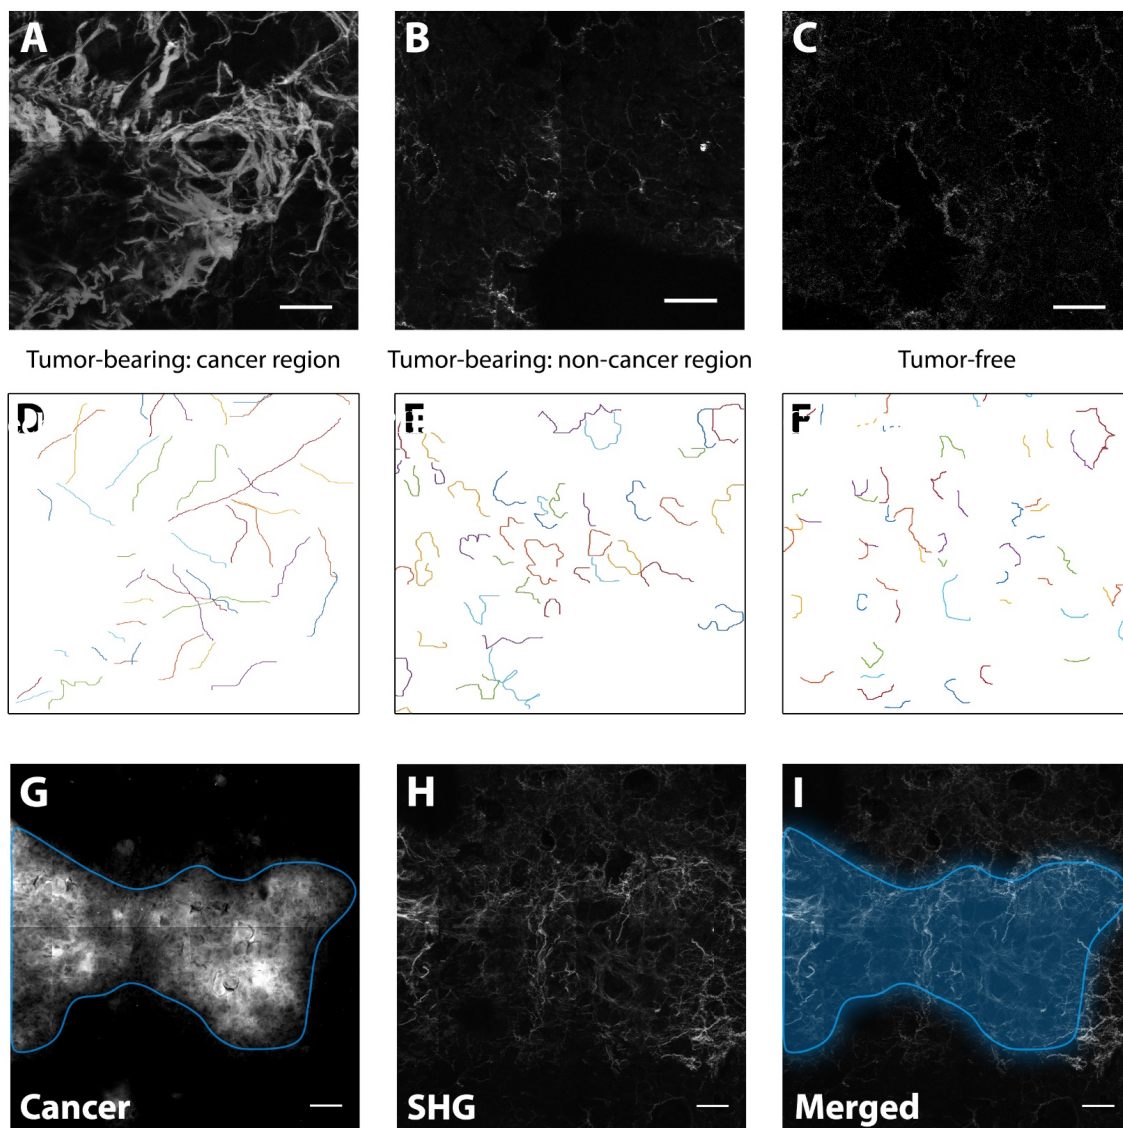 A B C
Tumor-bearing: cancer region Tumor-bearing: non-cancer region Tumor-free
D E F
G H I
Cancer SHG Merged